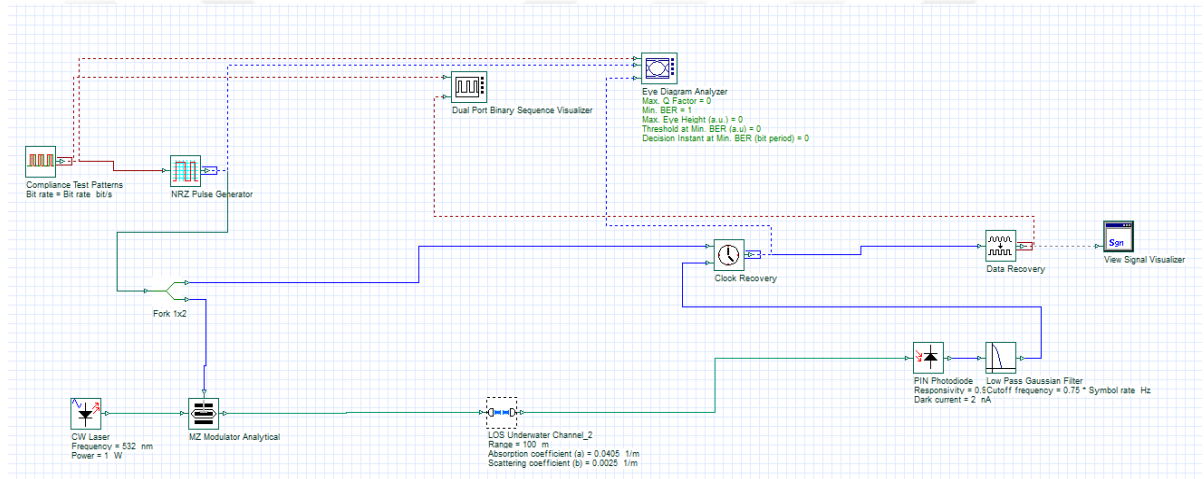 Eye Diagram Analyzer
Max. Q Factor = 0
Min. BER = 1
Max. Eye Height (a.u.) = 0
Threshold at Min. BER (a.u) = 0
Decision Instant at Min. BER (bit period) = 0
Dual Port Binary Sequence Visualizer
Compliance Test Patterns
Bit rate = Bit rate bit/s
NRZ Pulse Generator
Sgn
View Signal Visualizer
Clock Recovery
Data Recovery
Fork 1x2
PIN Photodiode
Responsivity = 0.9
Dark current = 2 nA
Low Pass Gaussian Filter
Cutoff frequency = 0.75 * Symbol rate Hz
CW Laser
Frequency = 532 nm
Power = 1 W
MZ Modulator Analytical
LOS Underwater Channel_2
Range = 100 m
Absorption coefficient (a) = 0.0405 1/m
Scattering coefficient (b) = 0.0025 1/m